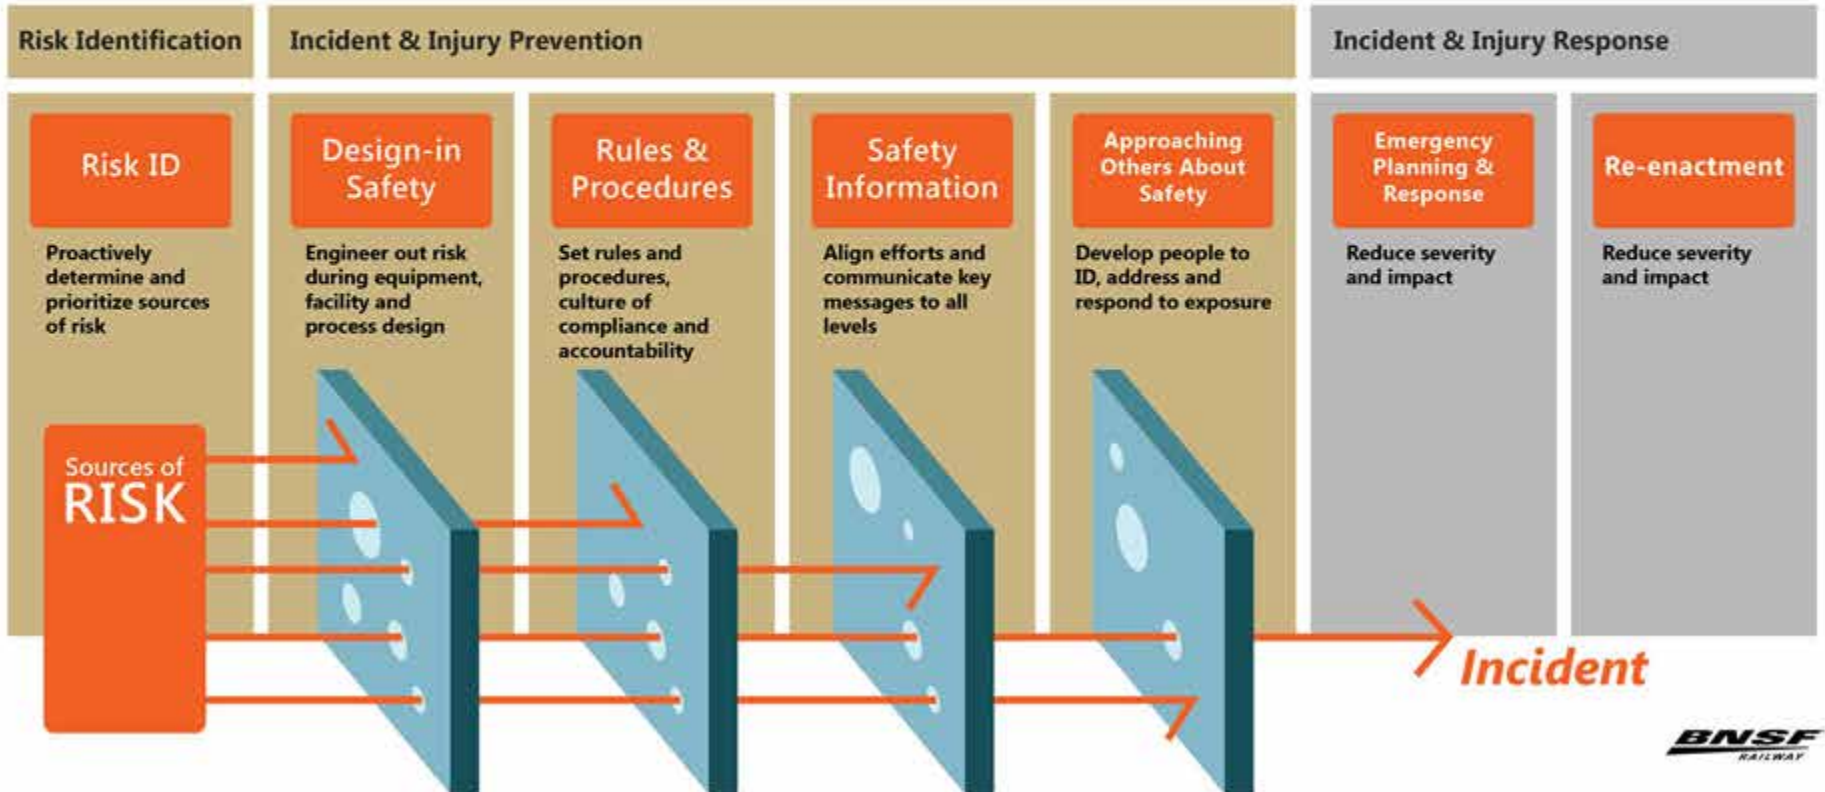 Risk Identification
Incident & Injury Prevention
Incident & Injury Response
Risk ID
Proactively
determine and
prioritize sources
of risk
Design-in
Safety
Engineer out risk
during equipment,
facility and
process design
Rules &
Procedures
Set rules and
procedures,
culture of
compliance and
accountability
Safety
Information
Align efforts and
communicate key
messages to all
levels
Approaching
Others About
Safety
Develop people to
ID, address and
respond to exposure
Emergency
Planning &
Response
Reduce severity
and impact
Re-enactment
Reduce severity
and impact
Sources of
RISK
Incident
BNSF
RAILWAY